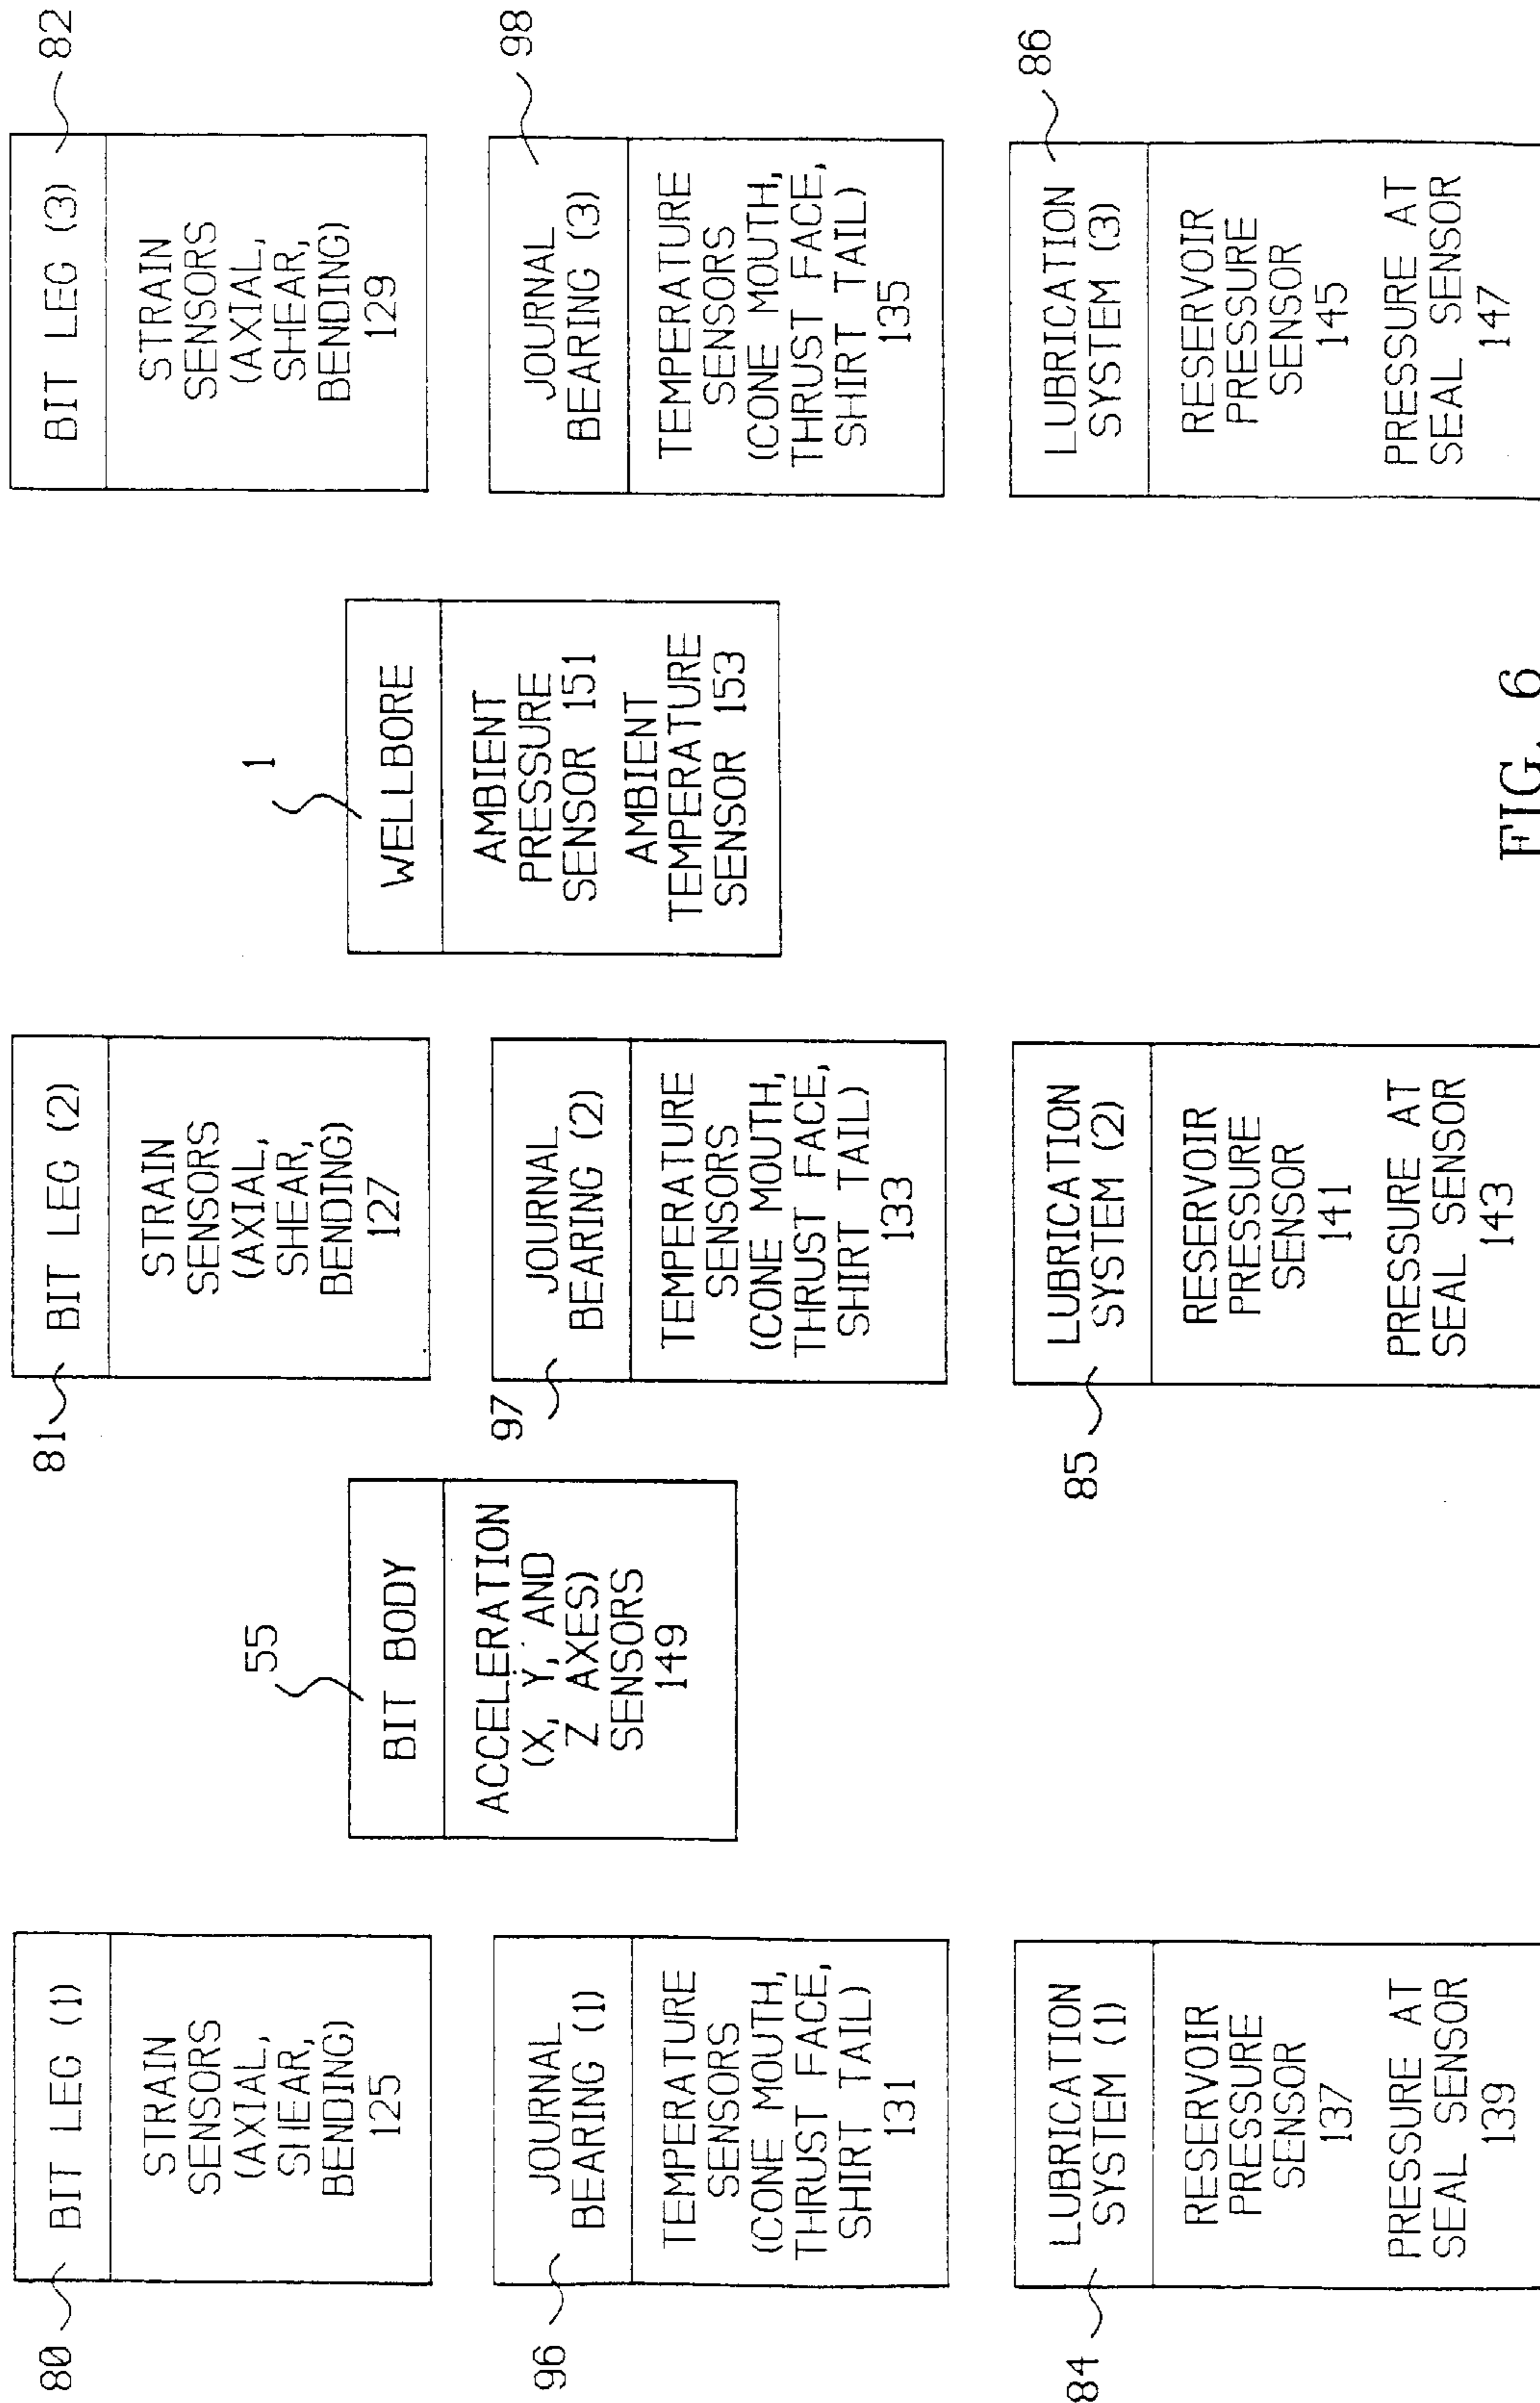 80
BIT LEG (1)
STRAIN
SENSORS
(AXIAL,
SHEAR,
BENDING)
125
96
JOURNAL
BEARING (1)
TEMPERATURE
SENSORS
(CONE MOUTH,
THRUST FACE,
SHIRT TAIL)
131
84
LUBRICATION
SYSTEM (1)
RESERVOIR
PRESSURE
SENSOR
137
PRESSURE AT
SEAL SENSOR
139
55
BIT BODY
ACCELERATION
(X, Y, AND
Z AXES)
SENSORS
149
81
BIT LEG (2)
STRAIN
SENSORS
(AXIAL,
SHEAR,
BENDING)
127
97
JOURNAL
BEARING (2)
TEMPERATURE
SENSORS
(CONE MOUTH,
THRUST FACE,
SHIRT TAIL)
133
85
LUBRICATION
SYSTEM (2)
RESERVOIR
PRESSURE
SENSOR
141
PRESSURE AT
SEAL SENSOR
143
1
WELLBORE
AMBIENT
PRESSURE
SENSOR 151
AMBIENT
TEMPERATURE
SENSOR 153
82
BIT LEG (3)
STRAIN
SENSORS
(AXIAL,
SHEAR,
BENDING)
129
98
JOURNAL
BEARING (3)
TEMPERATURE
SENSORS
(CONE MOUTH,
THRUST FACE,
SHIRT TAIL)
135
86
LUBRICATION
SYSTEM (3)
RESERVOIR
PRESSURE
SENSOR
145
PRESSURE AT
SEAL SENSOR
147
FIG. 6